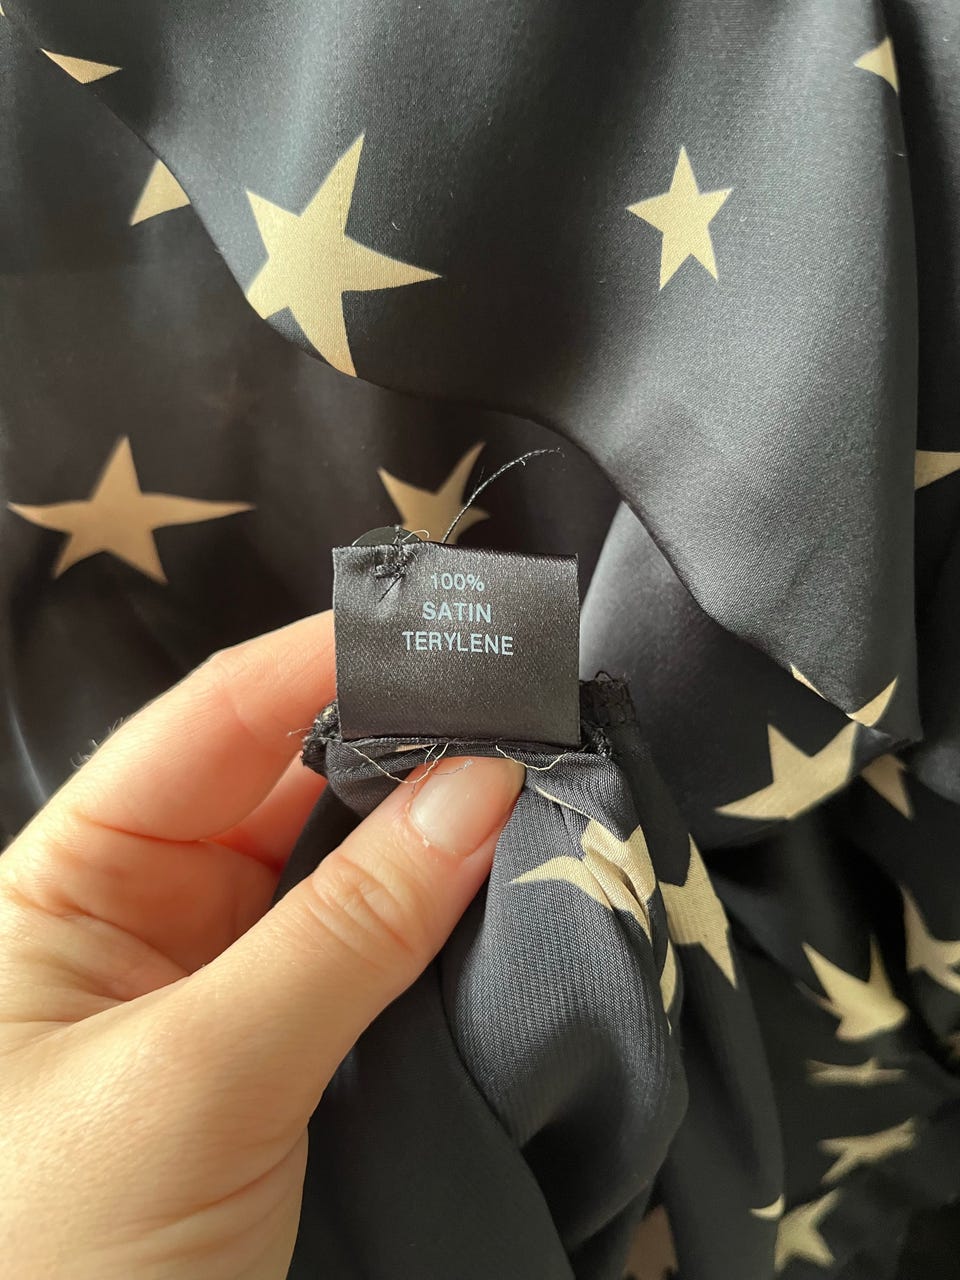 100%
SATIN
TERYLENE